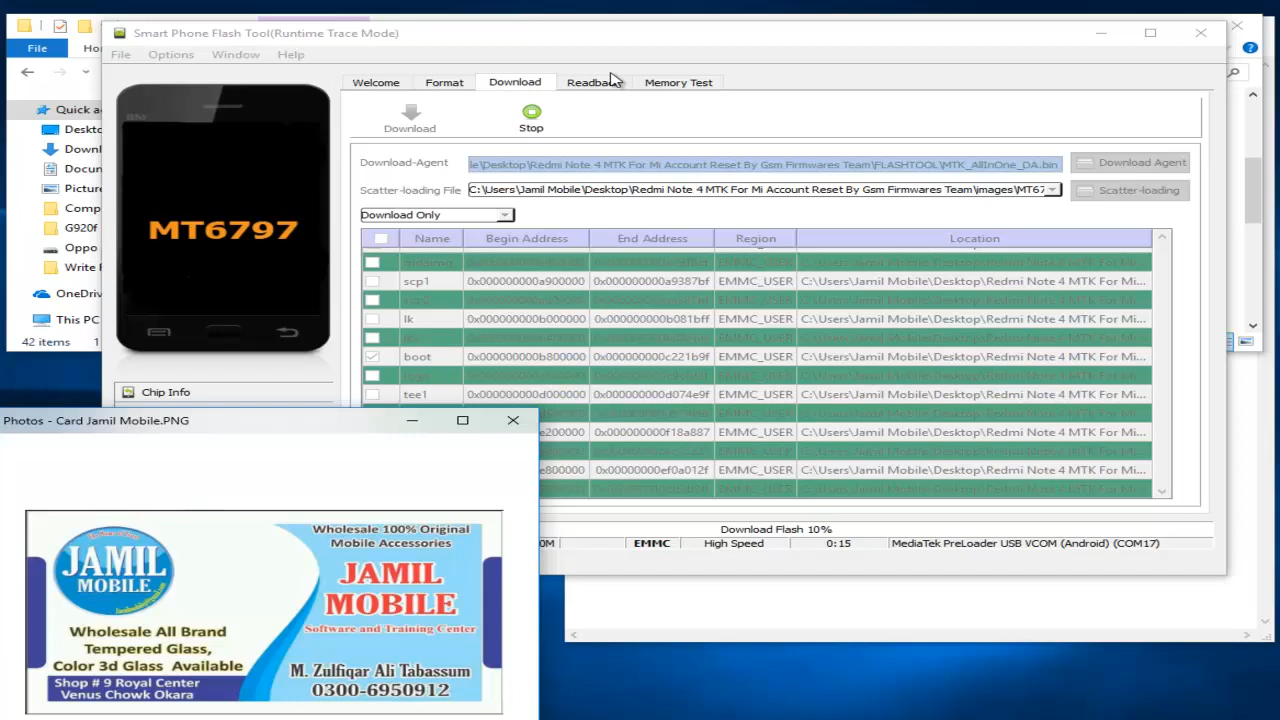 Smart Phone Flash Tool(Runtime Trace Mode)
File
File Options Window Help
Quick a
Deskto
Downl
Docum
Picture
Comp
G920f
Oppo
Write F
OneDriv
This PC
42 items
MT6797
Chip Info
Welcome Format Download Readback Memory Test
Download Stop
Download-Agent le\Desktop\Redmi Note 4 MTK For Mi Account Reset By Gsm Firmwares Team\FLASHTOOL\MTK_AllInOne_DA.bin Download Agent
Scatter-loading File C:\Users\Jamil Mobile\Desktop\Redmi Note 4 MTK For Mi Account Reset By Gsm Firmwares Team\images\MT67 Scatter-loading
Download Only
Name Begin Address End Address Region Location
scp1 0x000000000a900000 0x000000000a9387bf EMMC_USER C:\Users\Jamil Mobile\Desktop\Redmi Note 4 MTK For Mi...
lk 0x000000000b000000 0x000000000b081bff EMMC_USER C:\Users\Jamil Mobile\Desktop\Redmi Note 4 MTK For Mi...
boot 0x000000000c221b9f EMMC_USER C:\Users\Jamil Mobile\Desktop\Redmi Note 4 MTK For Mi...
tee1 0x000000000d000000 0x000000000d074e9f EMMC_USER C:\Users\Jamil Mobile\Desktop\Redmi Note 4 MTK For Mi...
e200000 0x000000000f18a887 EMMC_USER C:\Users\Jamil Mobile\Desktop\Redmi Note 4 MTK For Mi...
e800000 0x00000000ef0a012f EMMC_USER C:\Users\Jamil Mobile\Desktop\Redmi Note 4 MTK For Mi...
Download Flash 10%
0M EMMC High Speed 0:15 MediaTek PreLoader USB VCOM (Android) (COM17)
Photos - Card Jamil Mobile.PNG
JAMIL
MOBILE
Wholesale All Brand
Tempered Glass,
Color 3d Glass Available
Shop # 9 Royal Center
Venus Chowk Okara
Wholesale 100% Original
Mobile Accessories
JAMIL
MOBILE
Software and Training Center
M. Zulfiqar Ali Tabassum
0300-6950912